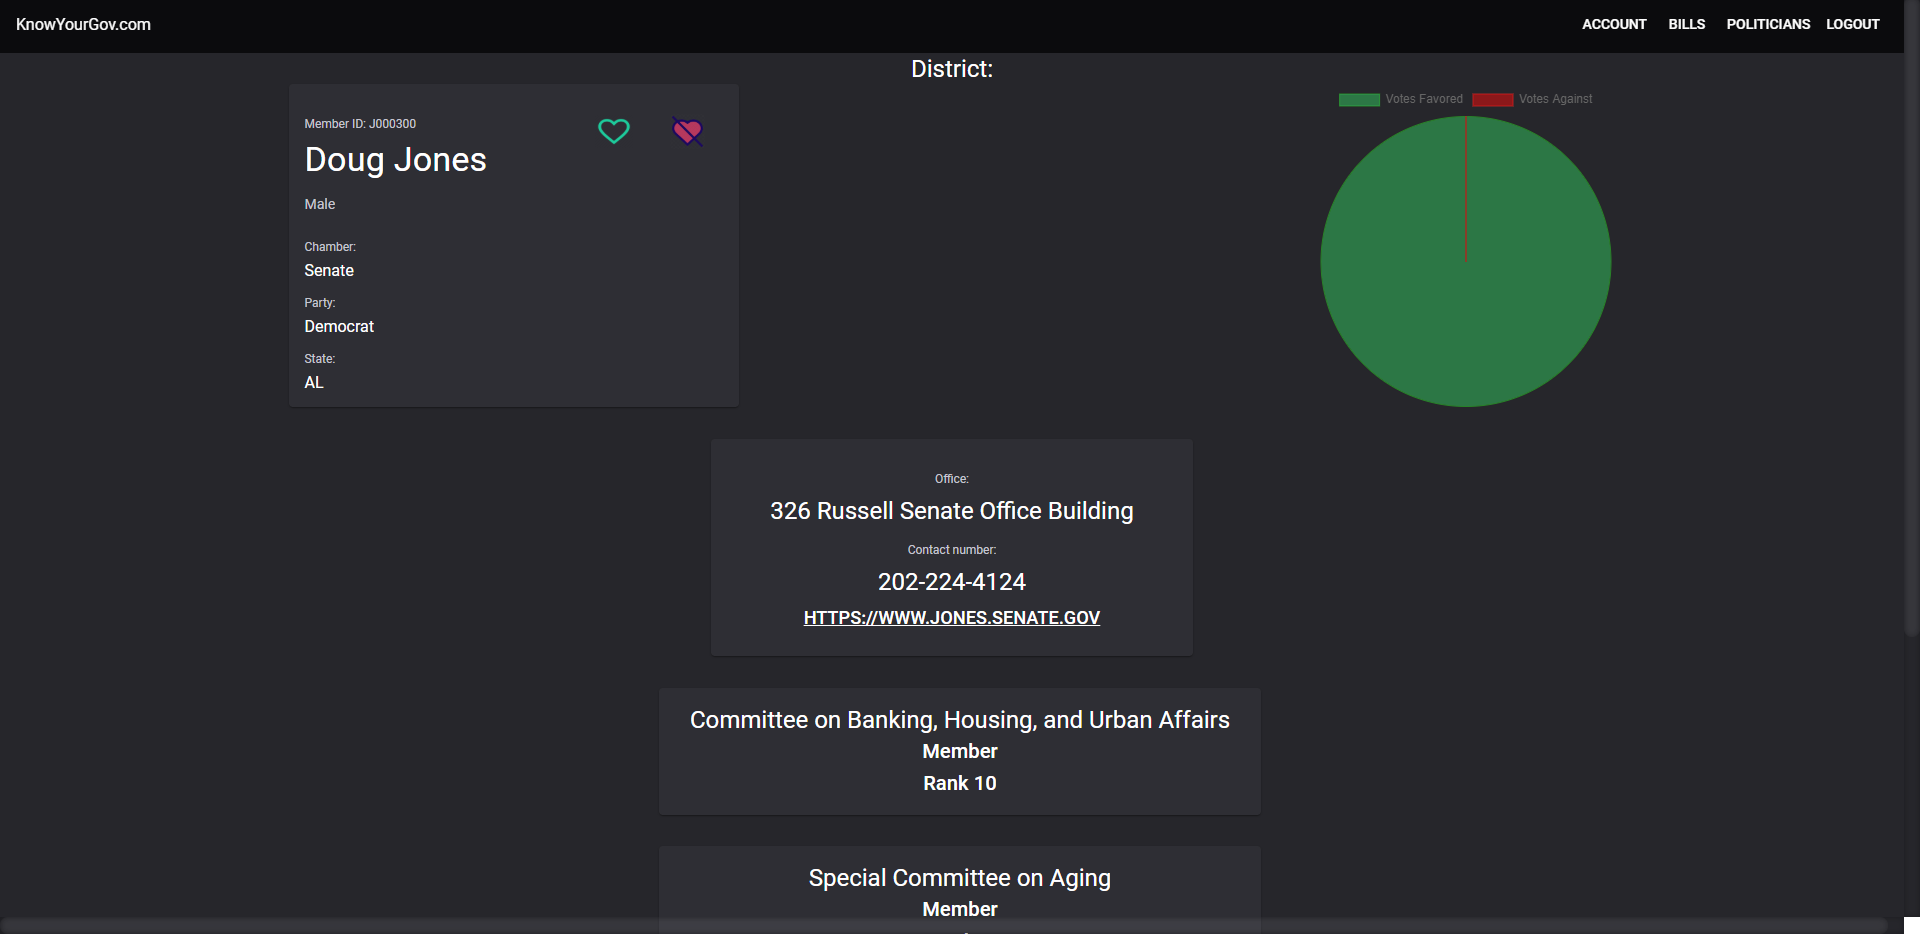 KnowYourGov.com
ACCOUNT BILLS POLITICIANS LOGOUT
District:
Member ID: J000300
Doug Jones
Male
Chamber:
Senate
Party:
Democrat
State:
AL
Votes Favored Votes Against
Office:
326 Russell Senate Office Building
Contact number:
202-224-4124
HTTPS://WWW.JONES.SENATE.GOV
Committee on Banking, Housing, and Urban Affairs
Member
Rank 10
Special Committee on Aging
Member